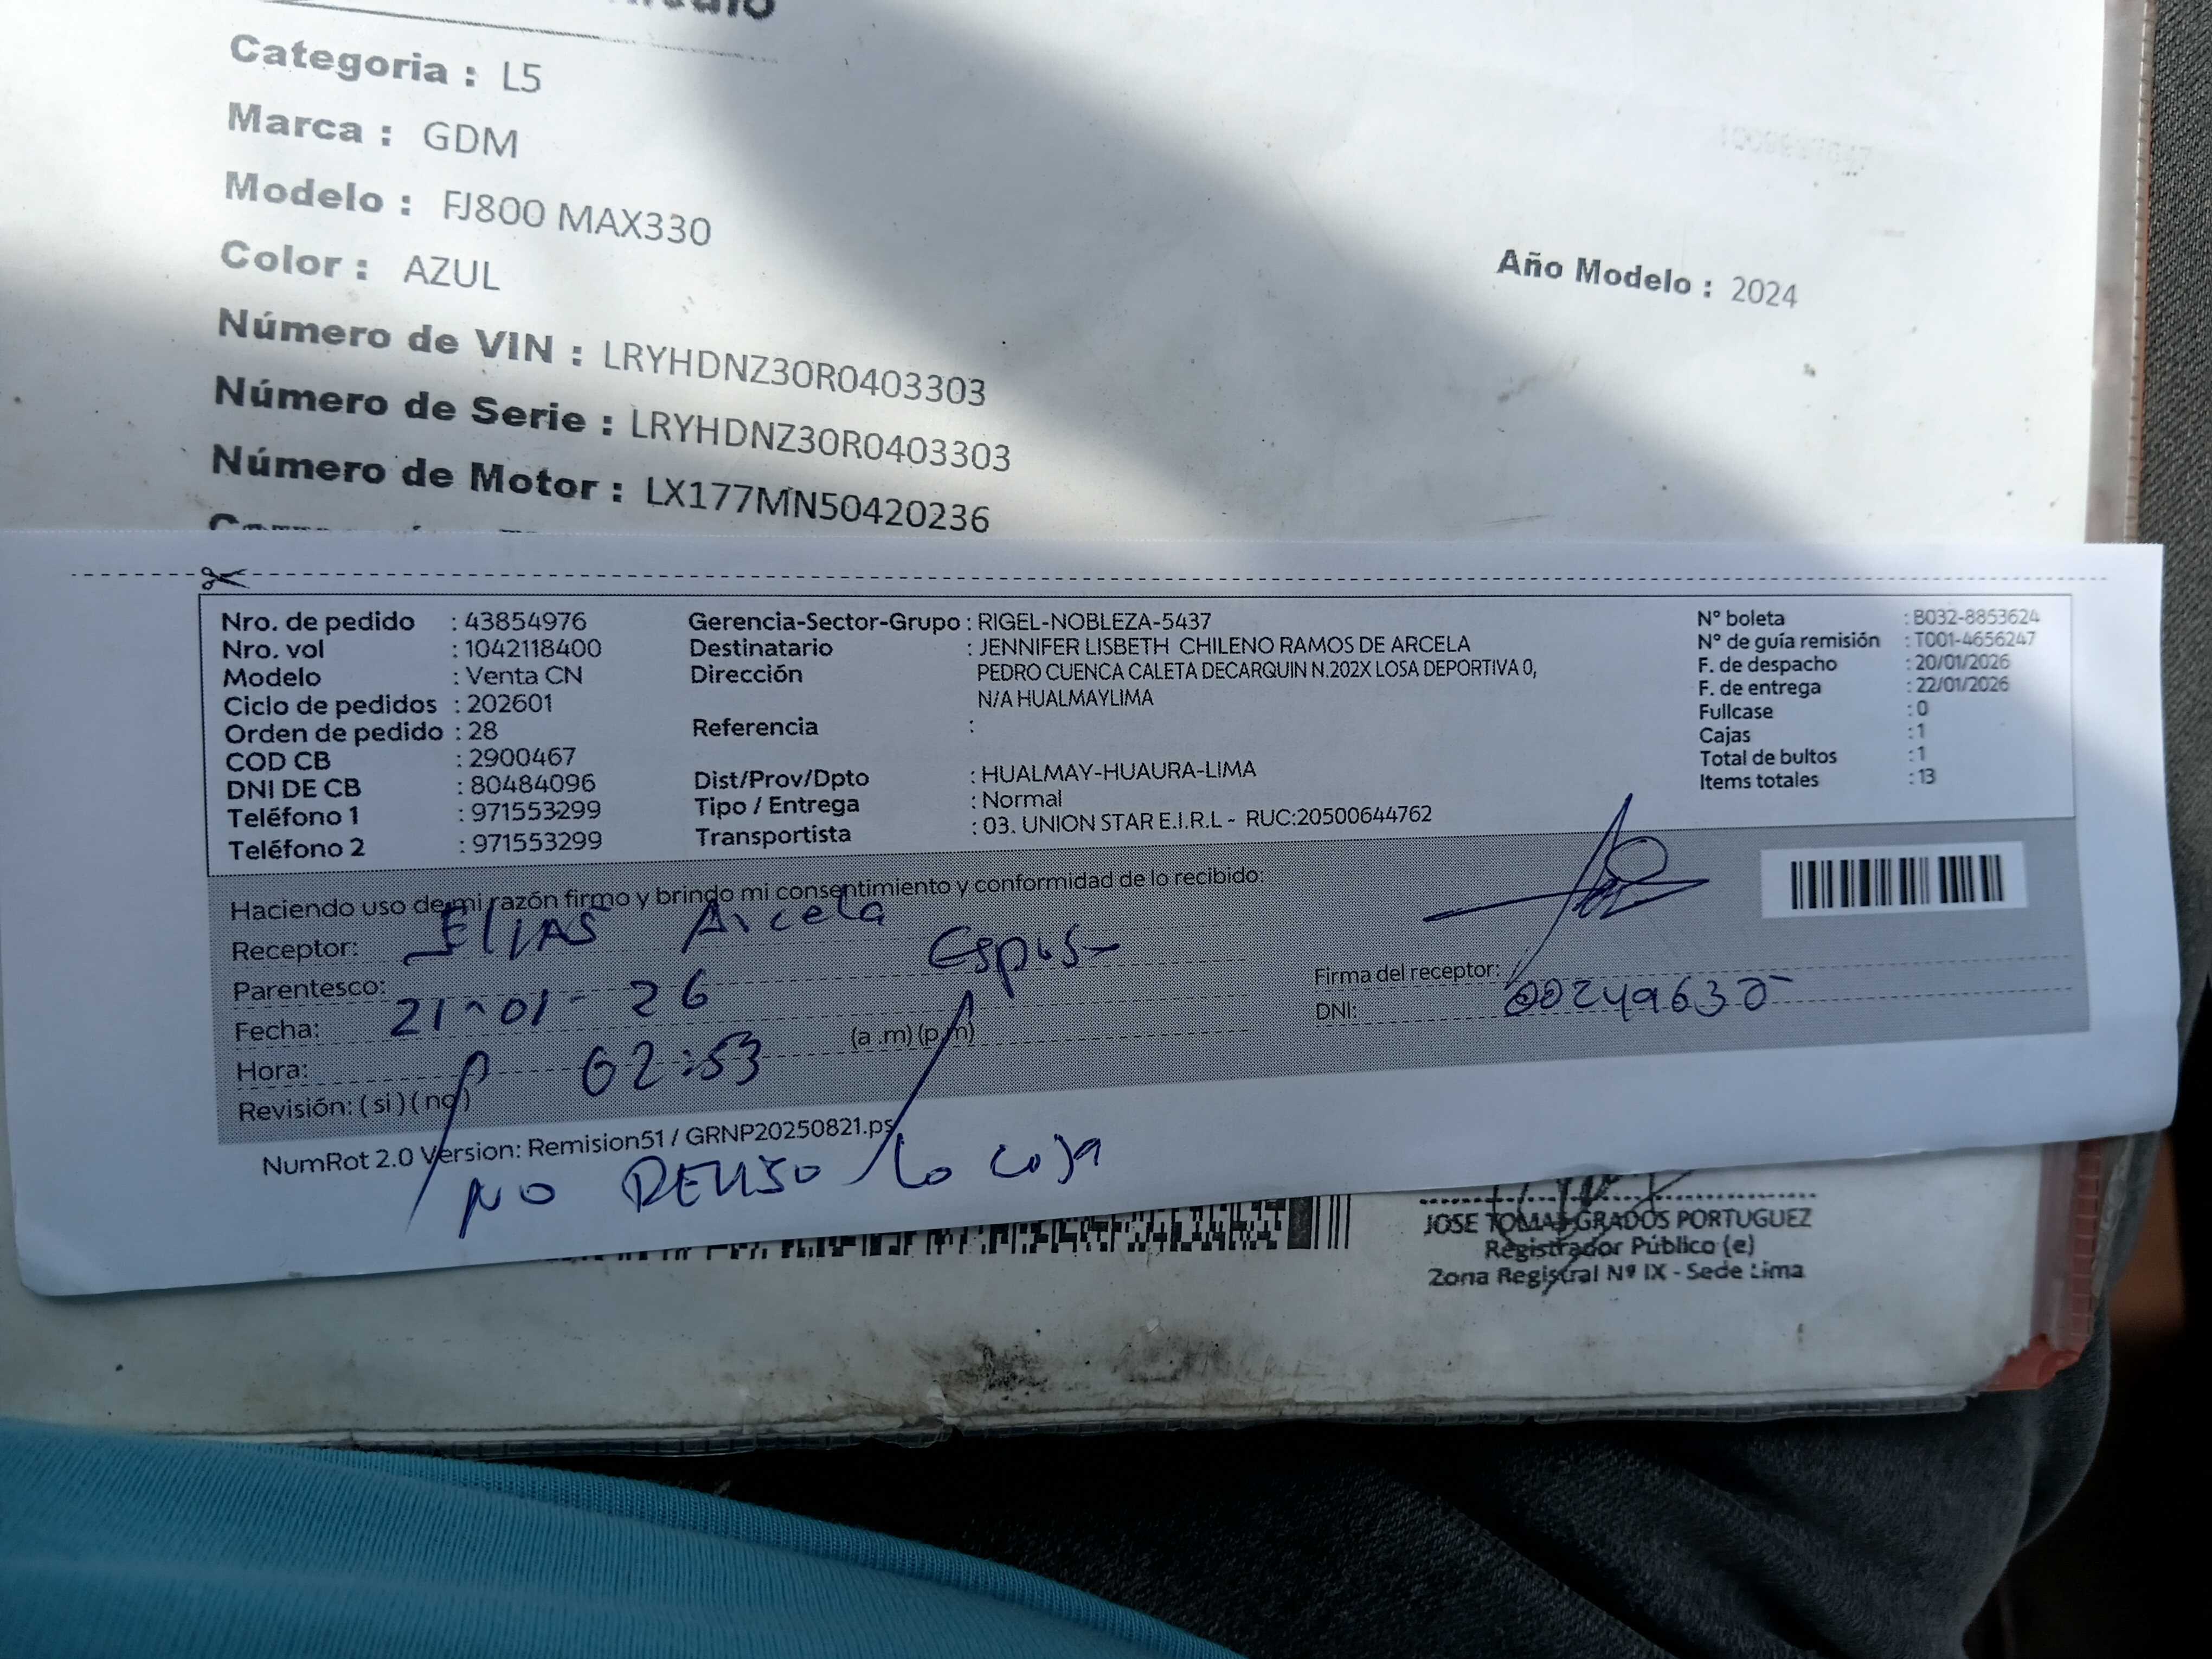 Categoria : L5
Marca : GDM
Modelo : FJ800 MAX330
Color : AZUL
Año Modelo : 2024
Número de VIN : LRYHDNZ30R0403303
Número de Serie : LRYHDNZ30R0403303
Número de Motor : LX177MN50420236
Nro. de pedido : 43854976
Nro. vol : 1042118400
Modelo : Venta CN
Ciclo de pedidos : 202601
Orden de pedido : 28
COD CB : 2900467
DNI DE CB : 80484096
Teléfono 1 : 971553299
Teléfono 2 : 971553299
Gerencia-Sector-Grupo : RIGEL-NOBLEZA-5437
Destinatario : JENNIFER LISBETH CHILENO RAMOS DE ARCELA
Dirección PEDRO CUENCA CALETA DECARQUIN N.202X LOSA DEPORTIVA 0,
N/A HUALMAYLIMA
Referencia :
Dist/Prov/Dpto : HUALMAY-HUAURA-LIMA
Tipo / Entrega : Normal
Transportista : 03. UNION STAR E.I.R.L - RUC:20500644762
N° boleta : B032-8853624
N° de guía remisión : T001-4656247
F. de despacho : 20/01/2026
F. de entrega : 22/01/2026
Fullcase : 0
Cajas : 1
Total de bultos : 1
Items totales : 13
Haciendo uso de mi razón firmo y brindo mi consentimiento y conformidad de lo recibido:
Receptor: Elias Arcela
Parentesco: Esposo
Fecha: 21-01-26
Hora: 02:53 (a .m) (p.m)
Revisión: ( si ) ( no )
Firma del receptor:
DNI:
NumRot 2.0 Version: Remision51 / GRNP20250821.ps
NO REVISO la caja
JOSE TOMAS GRADOS PORTUGUEZ
Registrador Público (e)
Zona Registral Nº IX - Sede Lima